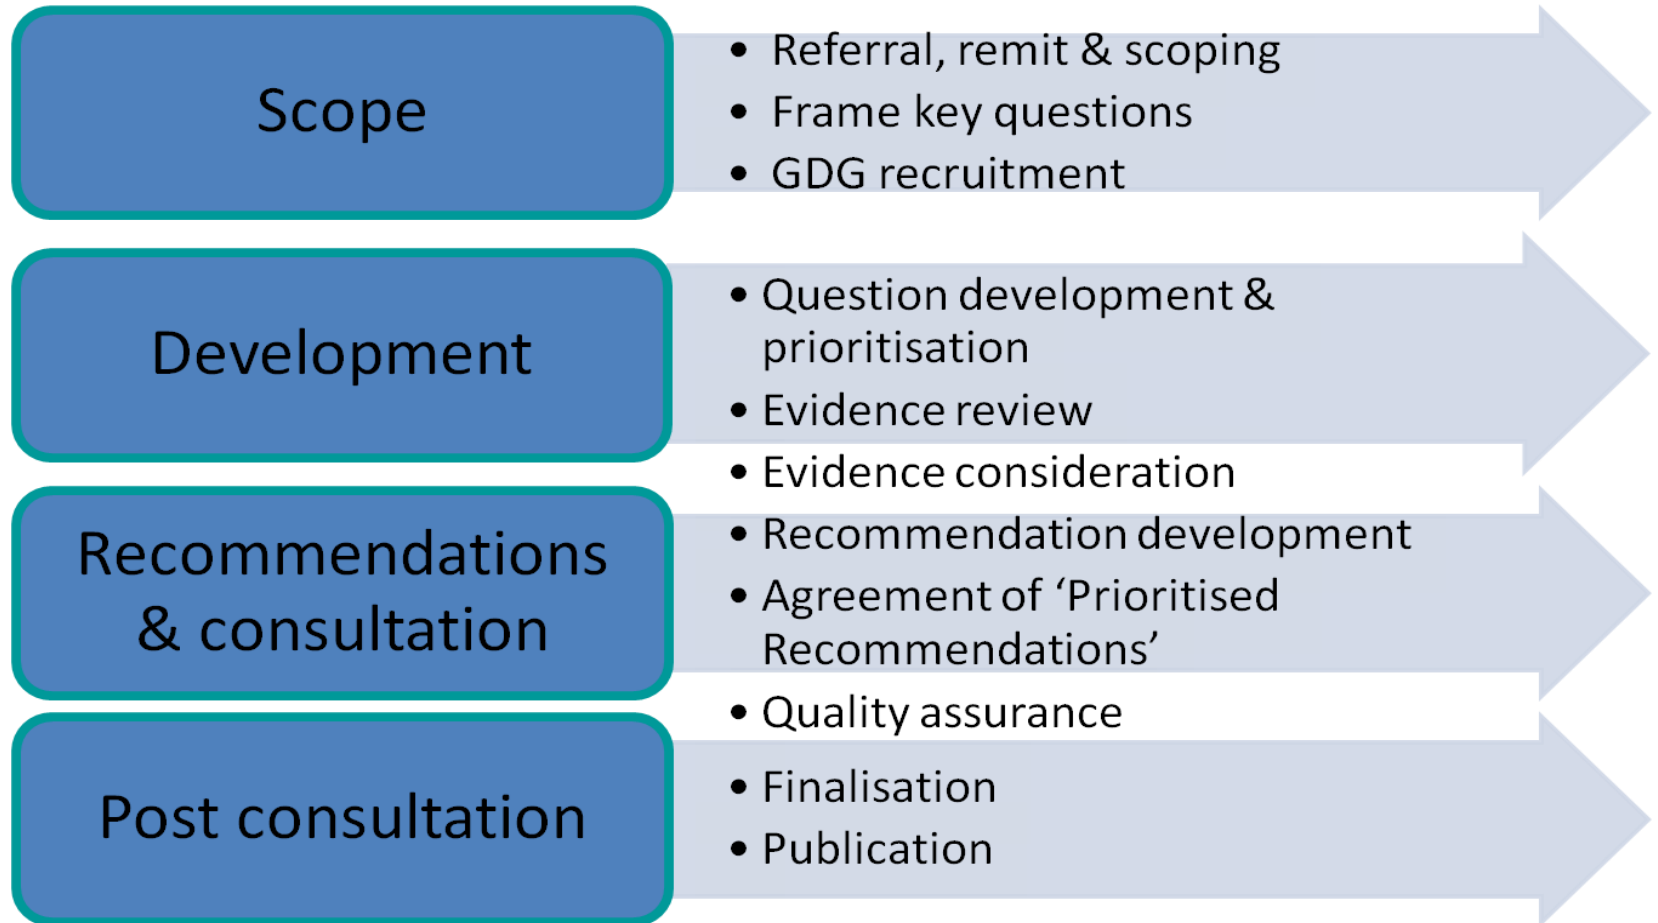 Scope
• Referral, remit & scoping
• Frame key questions
• GDG recruitment
Development
• Question development &
prioritisation
• Evidence review
• Evidence consideration
Recommendations
& consultation
• Recommendation development
• Agreement of ‘Prioritised
Recommendations’
• Quality assurance
Post consultation
• Finalisation
• Publication